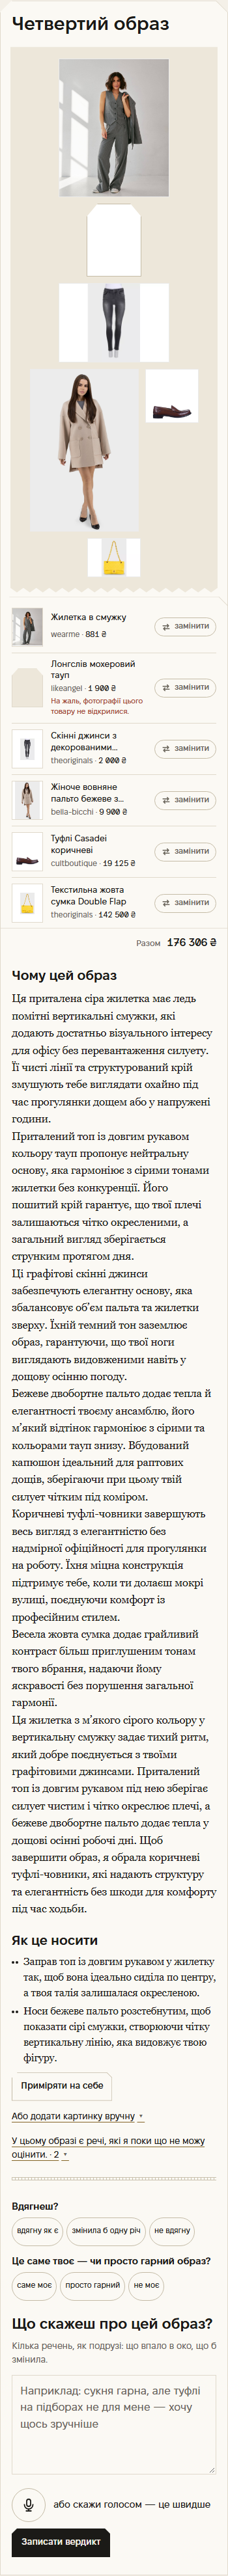 Четвертий образ
Жилетка в смужку
wearme · 881 ₴
замінити
Лонгслів мохеровий
тауп
likeangel · 1 900 ₴
На жаль, фотографії цього
товару не відкрилися.
замінити
Скінні джинси з
декорованими...
theoriginals · 2 000 ₴
замінити
Жіноче вовняне
пальто бежеве з...
bella-bicchi · 9 900 ₴
замінити
Туфлі Casadei
коричневі
cultboutique · 19 125 ₴
замінити
Текстильна жовта
сумка Double Flap
theoriginals · 142 500 ₴
замінити
Разом 176 306 ₴
Чому цей образ
Ця приталена сіра жилетка має ледь
помітні вертикальні смужки, які
додають достатньо візуального інтересу
для офісу без перевантаження силуету.
Її чисті лінії та структурований крій
змушують тебе виглядати охайно під
час прогулянки дощем або у напружені
години.
Приталений топ із довгим рукавом
кольору тауп пропонує нейтральну
основу, яка гармоніює з сірими тонами
жилетки без конкуренції. Його
пошитий крій гарантує, що твої плечі
залишаються чітко окресленими, а
загальний вигляд зберігається
струнким протягом дня.
Ці графітові скінні джинси
забезпечують елегантну основу, яка
збалансовує об’єм пальта та жилетки
зверху. Їхній темний тон заземлює
образ, гарантуючи, що твої ноги
виглядають видовженими навіть у
дощову осінню погоду.
Бежеве двобортне пальто додає тепла й
елегантності твоєму ансамблю, його
м’який відтінок гармоніює з сірими та
кольорами тауп знизу. Вбудований
капюшон ідеальний для раптових
дощів, зберігаючи при цьому твій
силует чітким під коміром.
Коричневі туфлі-човники завершують
весь вигляд з елегантністю без
надмірної офіційності для прогулянки
на роботу. Їхня міцна конструкція
підтримує тебе, коли ти долаєш мокрі
вулиці, поєднуючи комфорт із
професійним стилем.
Весела жовта сумка додає грайливий
контраст більш приглушеним тонам
твого вбрання, надаючи йому
яскравості без порушення загальної
гармонії.
Ця жилетка з м’якого сірого кольору у
вертикальну смужку задає тихий ритм,
який добре поєднується з твоїми
графітовими джинсами. Приталений
топ із довгим рукавом під нею зберігає
силует чистим і чітко окреслює плечі, а
бежеве двобортне пальто додає тепла у
дощові осінні робочі дні. Щоб
завершити образ, я обрала коричневі
туфлі-човники, які надають структуру
та елегантність без шкоди для комфорту
під час ходьби.
Як це носити
•• Заправ топ із довгим рукавом у жилетку
так, щоб вона ідеально сиділа по центру,
а твоя талія залишалася окресленою.
•• Носи бежеве пальто розстебнутим, щоб
показати сірі смужки, створюючи чітку
вертикальну лінію, яка видовжує твою
фігуру.
Приміряти на себе
Або додати картинку вручну
У цьому образі є речі, які я поки що не можу
оцінити. · 2
Вдягнеш?
вдягну як є
змінила б одну річ
не вдягну
Це саме твоє — чи просто гарний образ?
саме моє
просто гарний
не моє
Що скажеш про цей образ?
Кілька речень, як подрузі: що впало в око, що б
змінила.
Наприклад: сукня гарна, але туфлі
на підборах не для мене — хочу
щось зручніше
або скажи голосом — це швидше
Записати вердикт